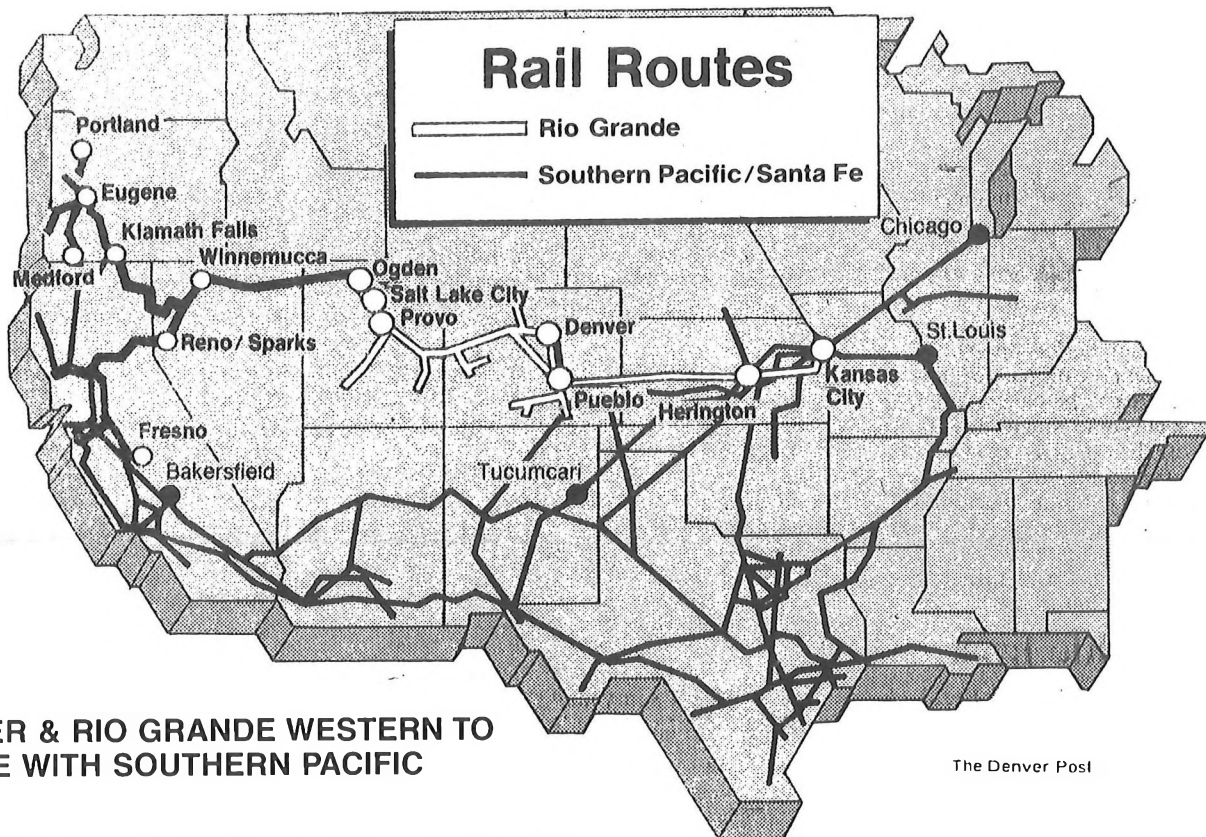 Rail Routes
Rio Grande
Southern Pacific/Santa Fe
Portland
Eugene
Klamath Falls
Medford
Winnemucca
Ogden
Salt Lake City
Provo
Reno/Sparks
Denver
Pueblo
Herington
Kansas
City
St.Louis
Chicago
Fresno
Bakersfield
Tucumcari
ER & RIO GRANDE WESTERN TO
E WITH SOUTHERN PACIFIC
The Denver Post